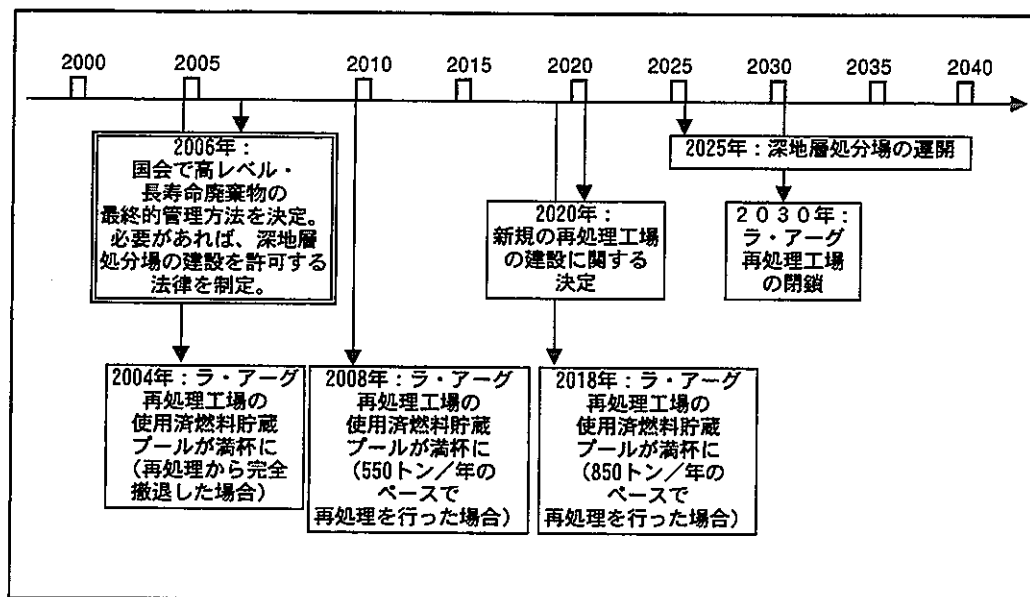 2000 2005 2010 2015 2020 2025 2030 2035 2040
2006年：
国会で高レベル・
長寿命廃棄物の
最終的管理方法を決定。
必要があれば、深地層
処分場の建設を許可する
法律を制定。
2025年：深地層処分場の運開
2020年：
新規の再処理工場
の建設に関する
決定
２０３０年：
ラ・アーグ
再処理工場
の閉鎖
2004年：ラ・アーグ
再処理工場の
使用済燃料貯蔵
プールが満杯に
（再処理から完全
撤退した場合）
2008年：ラ・アーグ
再処理工場の
使用済燃料貯蔵
プールが満杯に
（550トン／年の
ペースで
再処理を行った場合）
2018年：ラ・アーグ
再処理工場の
使用済燃料貯蔵
プールが満杯に
（850トン／年の
ペースで
再処理を行った場合）